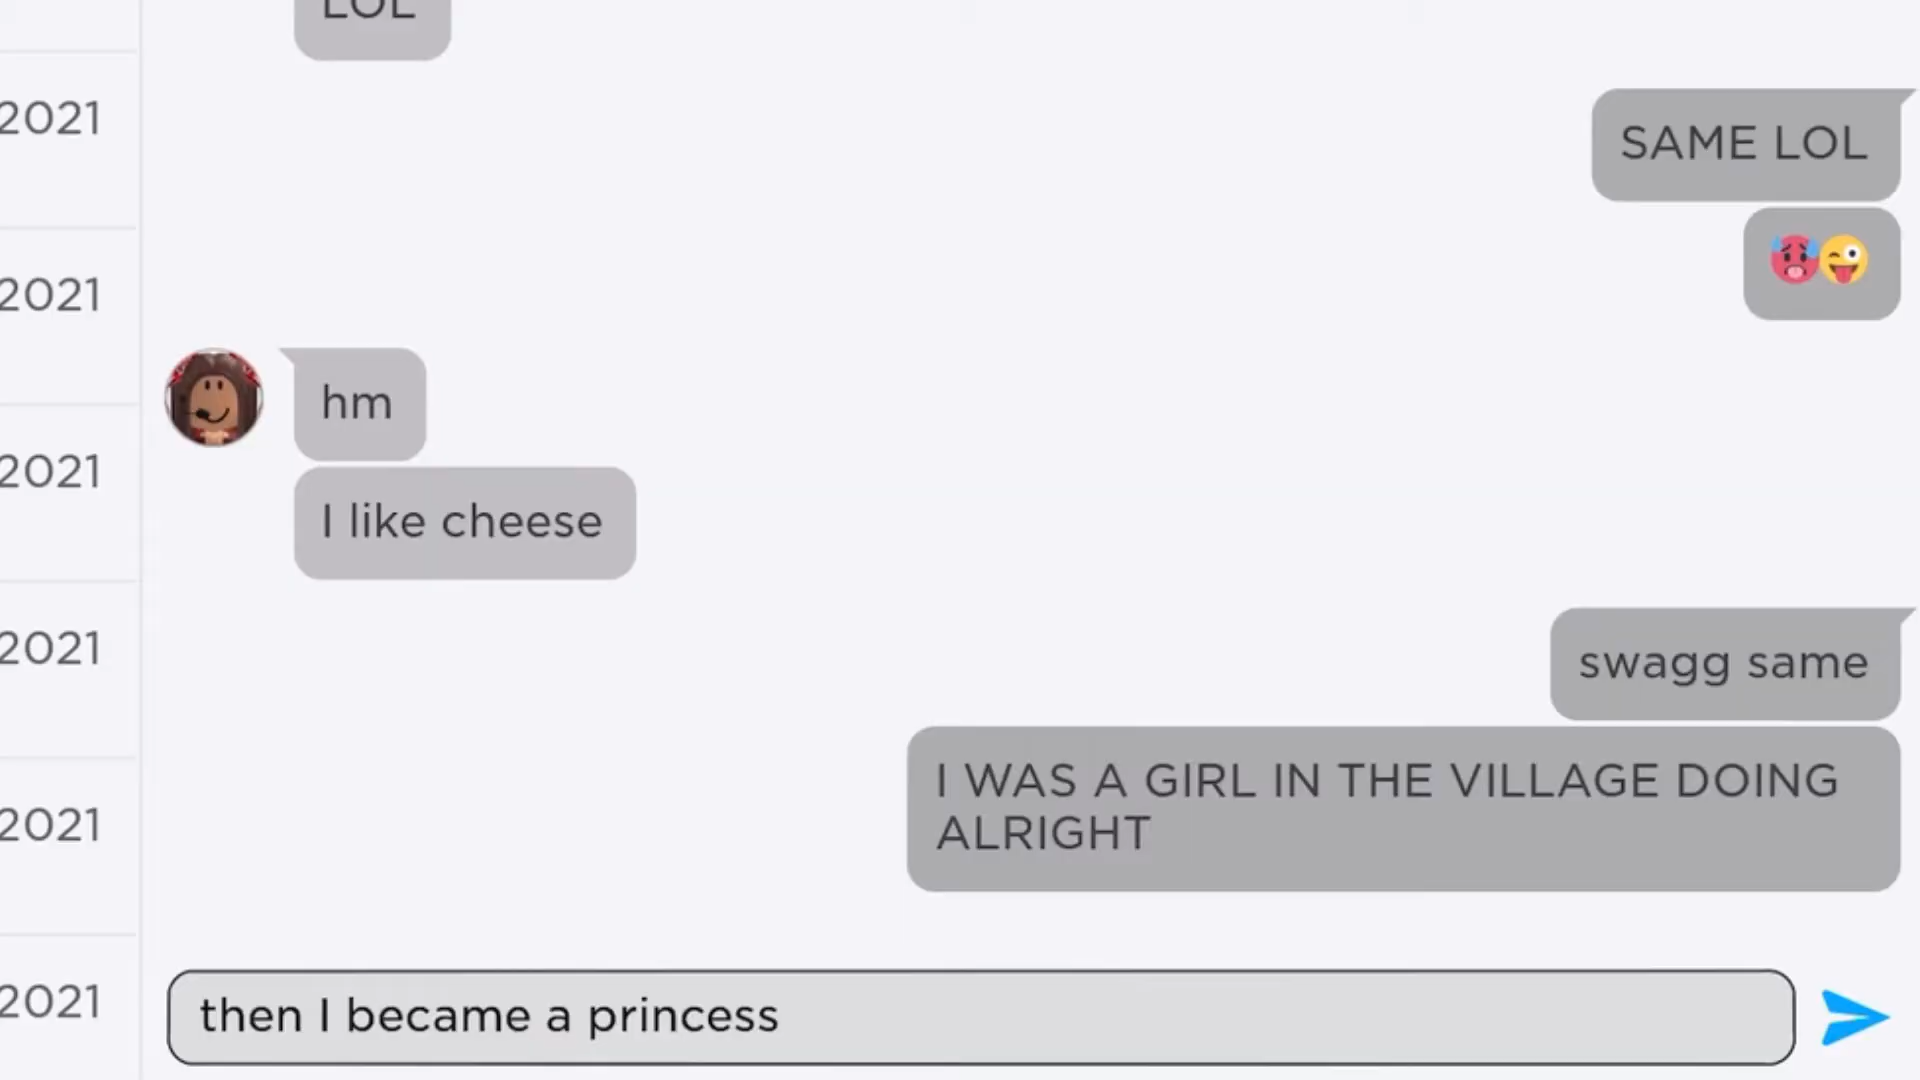 LOL
2021
SAME LOL
2021
hm
2021
I like cheese
2021
swagg same
2021
I WAS A GIRL IN THE VILLAGE DOING
ALRIGHT
2021
then I became a princess